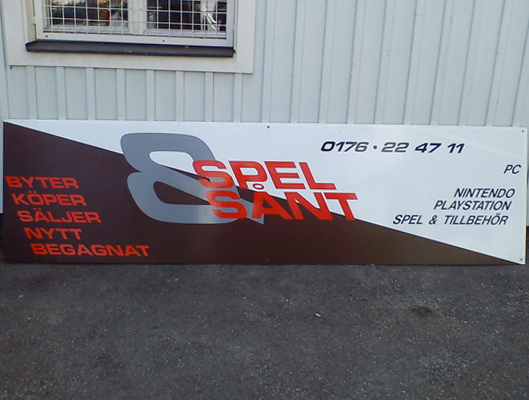 BYTER
KÖPER
SÄLJER
NYTT
BEGAGNAT
&
SPEL
SÅNT
0176 · 22 47 11
PC
NINTENDO
PLAYSTATION
SPEL & TILLBEHÖR